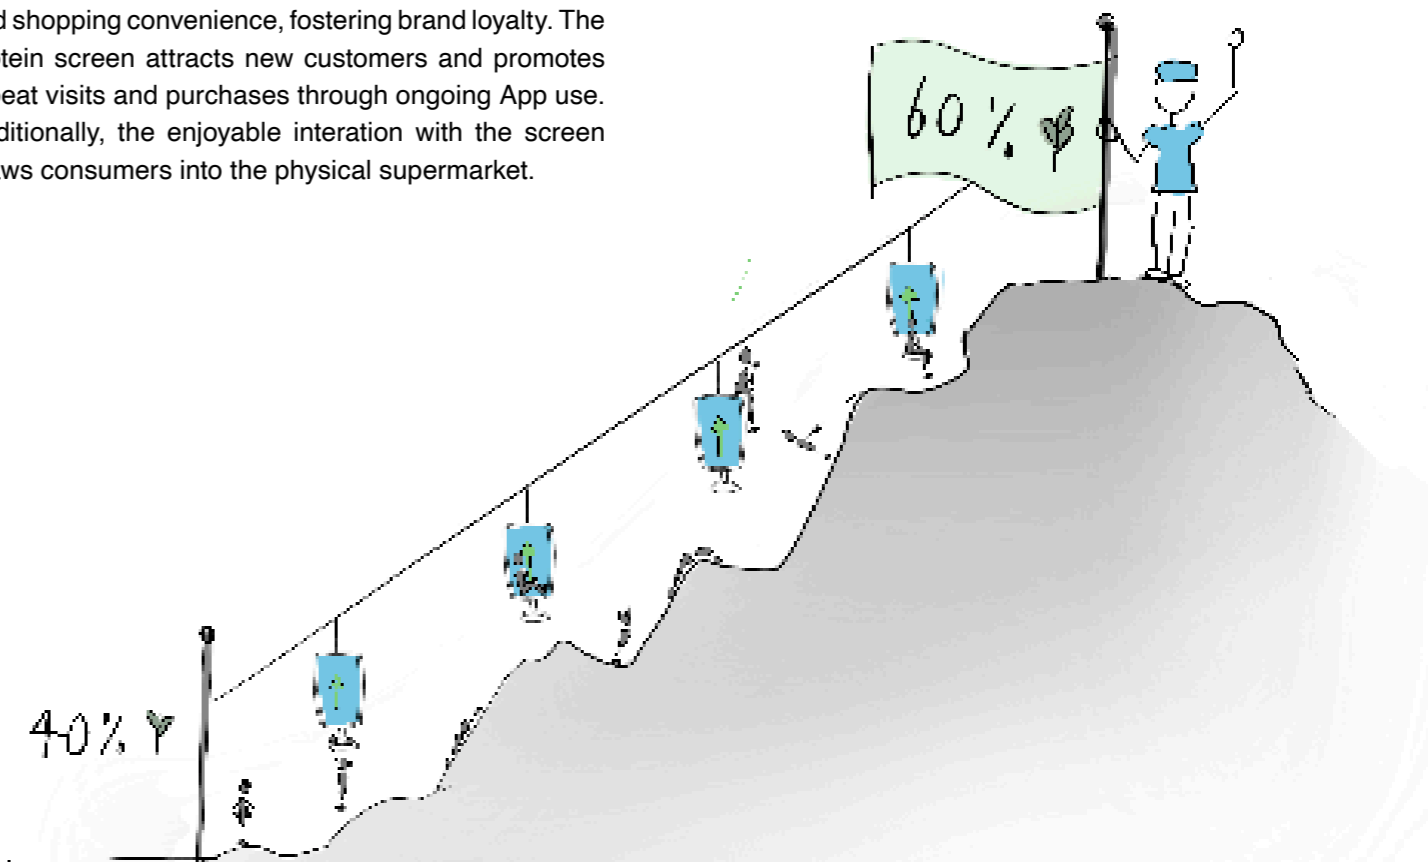 d shopping convenience, fostering brand loyalty. The
tein screen attracts new customers and promotes
eat visits and purchases through ongoing App use.
ditionally, the enjoyable interation with the screen
aws consumers into the physical supermarket.
60%
40%